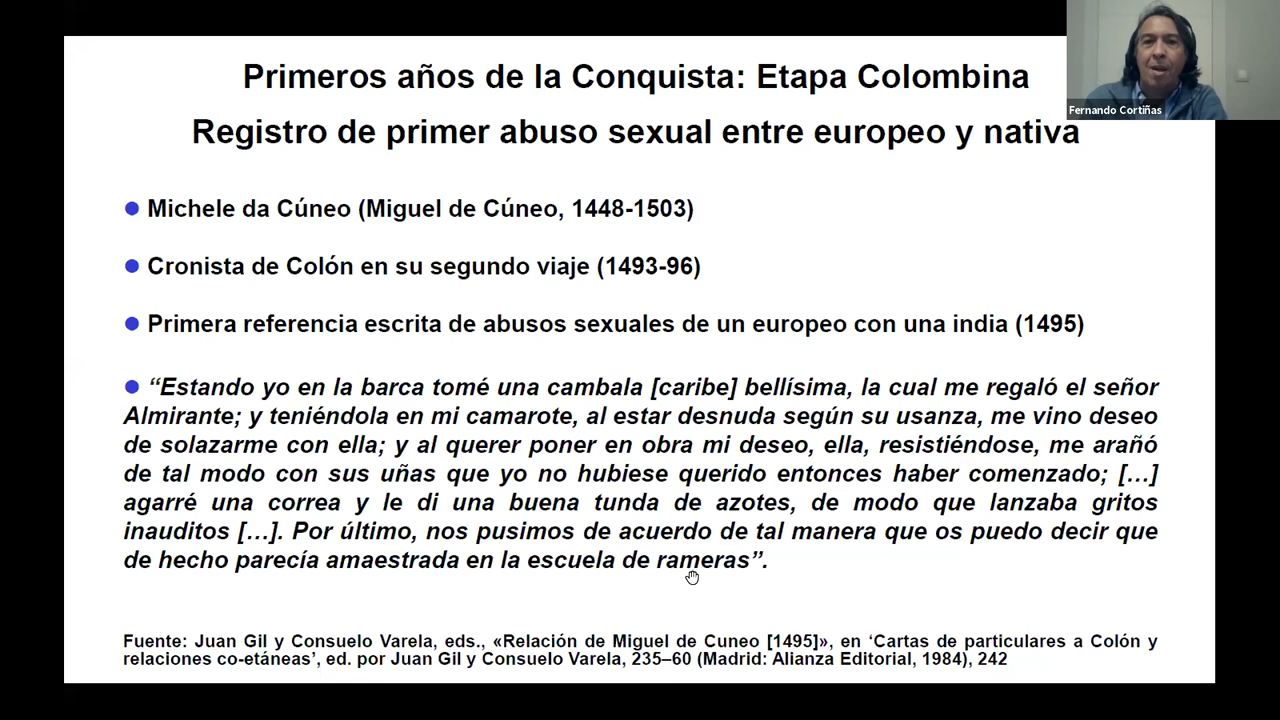 Primeros años de la Conquista: Etapa Colombina
Fernando Cortiñas
Registro de primer abuso sexual entre europeo y nativa
Michele da Cúneo (Miguel de Cúneo, 1448-1503)
Cronista de Colón en su segundo viaje (1493-96)
Primera referencia escrita de abusos sexuales de un europeo con una india (1495)
“Estando yo en la barca tomé una cambala [caribe] bellísima, la cual me regaló el señor
Almirante; y teniéndola en mi camarote, al estar desnuda según su usanza, me vino deseo
de solazarme con ella; y al querer poner en obra mi deseo, ella, resistiéndose, me arañó
de tal modo con sus uñas que yo no hubiese querido entonces haber comenzado; [...]
agarré una correa y le di una buena tunda de azotes, de modo que lanzaba gritos
inauditos [...]. Por último, nos pusimos de acuerdo de tal manera que os puedo decir que
de hecho parecía amaestrada en la escuela de rameras”.
Fuente: Juan Gil y Consuelo Varela, eds., «Relación de Miguel de Cuneo [1495]», en ‘Cartas de particulares a Colón y
relaciones co-etáneas’, ed. por Juan Gil y Consuelo Varela, 235–60 (Madrid: Alianza Editorial, 1984), 242